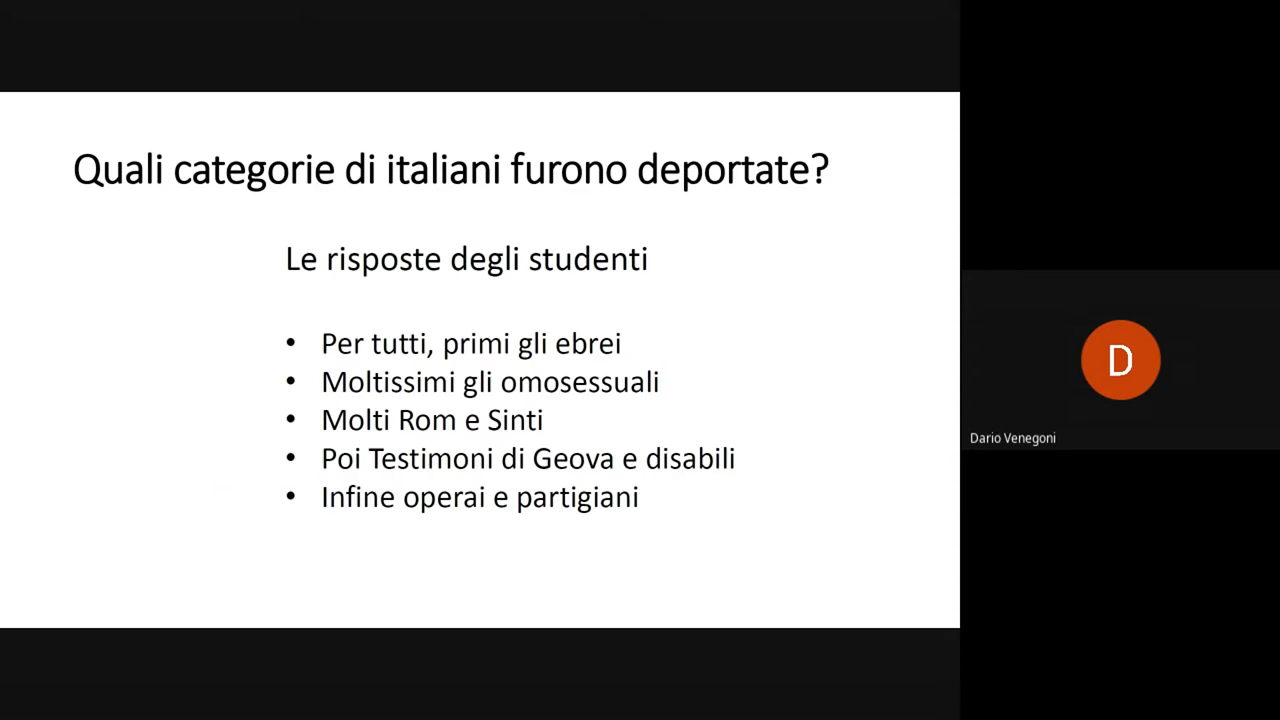 Quali categorie di italiani furono deportate?
Le risposte degli studenti
• Per tutti, primi gli ebrei
• Moltissimi gli omosessuali
• Molti Rom e Sinti
• Poi Testimoni di Geova e disabili
• Infine operai e partigiani
D
Dario Venegoni